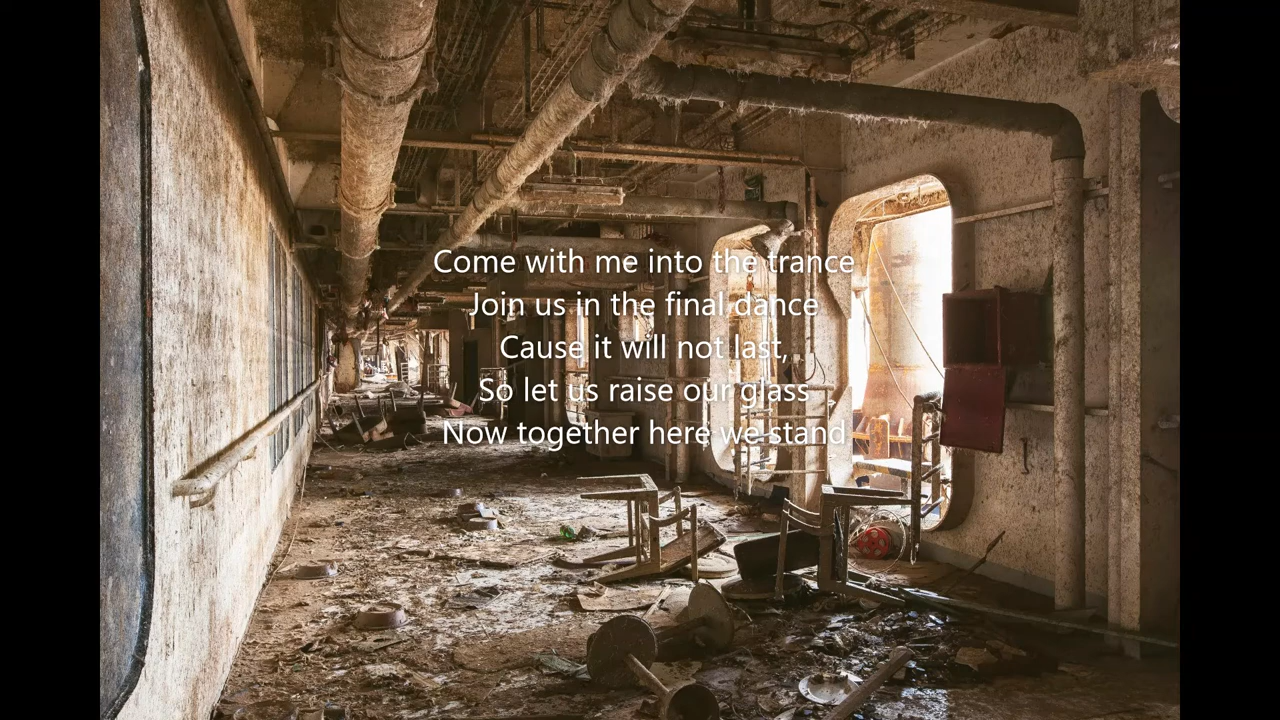 Come with me into the trance
Join us in the final dance
Cause it will not last,
So let us raise our glass
Now together here we stand